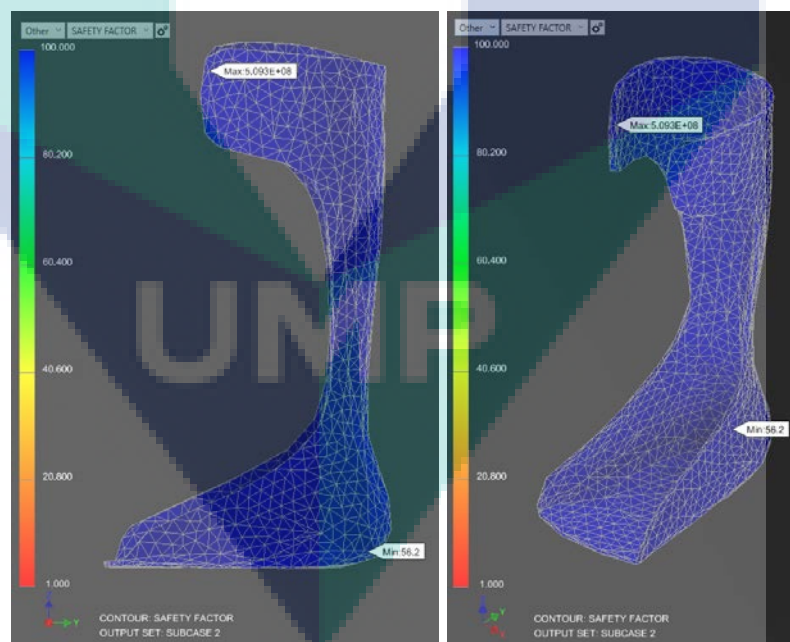 Other SAFETY FACTOR
100.000
Max:5.093E+08
80.200
60.400
40.600
20.800
Min:56.2
1.000
Z
Y
CONTOUR: SAFETY FACTOR
OUTPUT SET: SUBCASE 2
Other SAFETY FACTOR
100.000
Max:5.093E+08
80.200
60.400
40.600
Min:56.2
20.800
1.000
Y
CONTOUR: SAFETY FACTOR
OUTPUT SET: SUBCASE 2
UMP